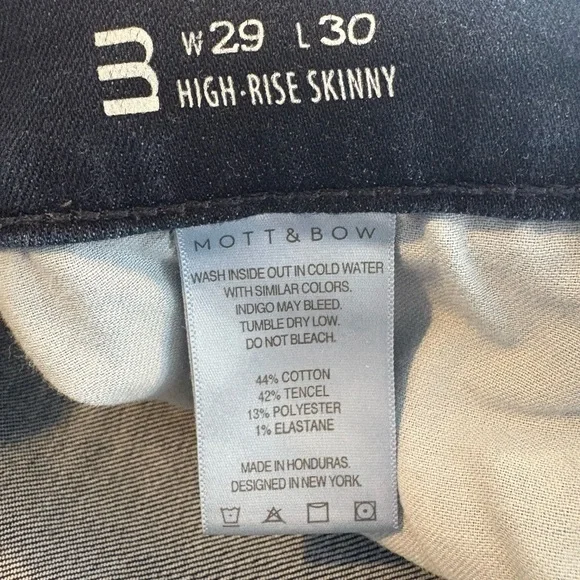 W 29 L 30
HIGH-RISE SKINNY
MOTT & BOW
WASH INSIDE OUT IN COLD WATER
WITH SIMILAR COLORS.
INDIGO MAY BLEED.
TUMBLE DRY LOW.
DO NOT BLEACH.
44% COTTON
42% TENCEL
13% POLYESTER
1% ELASTANE
MADE IN HONDURAS.
DESIGNED IN NEW YORK.